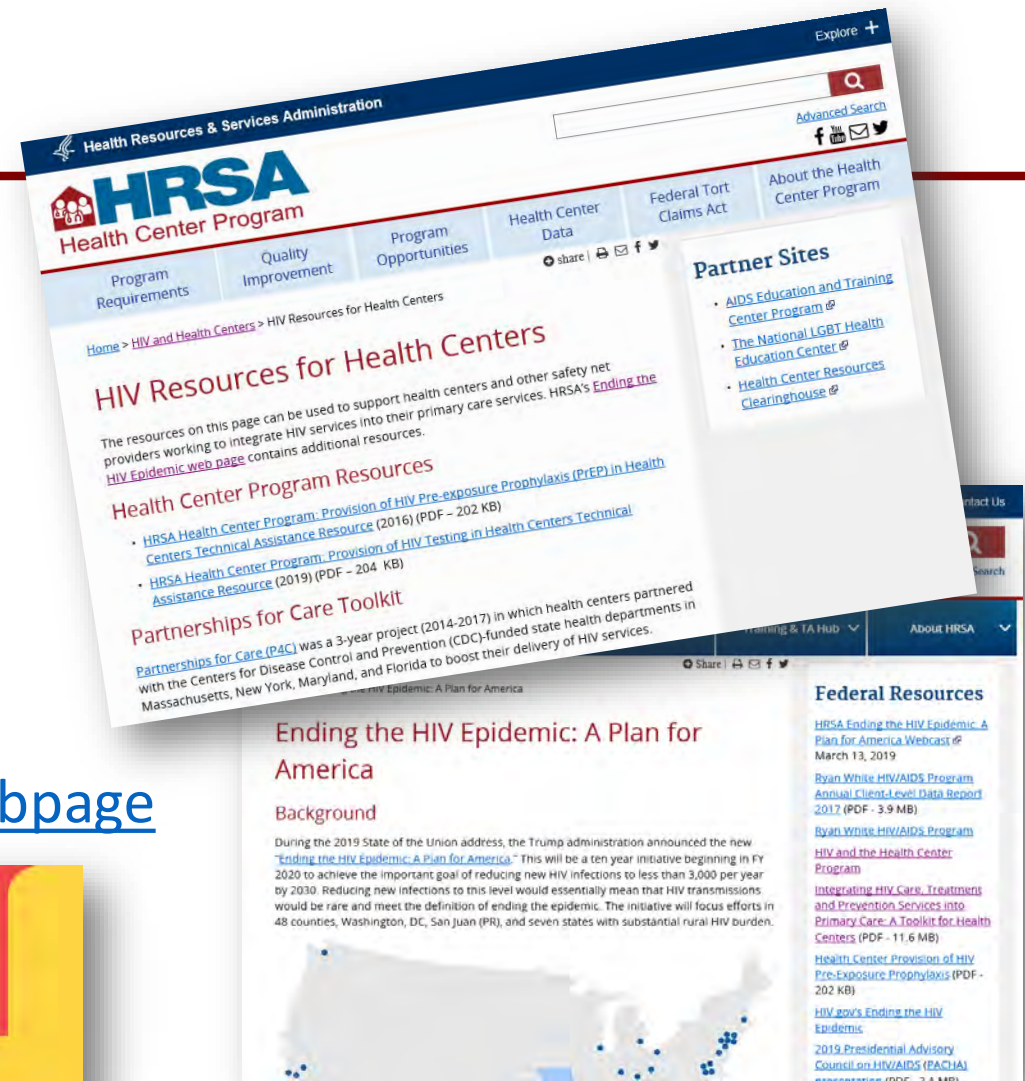 Explore +
Health Resources & Services Administration
Advanced Search
HRSA
Health Center Program
Program Requirements
Quality Improvement
Program Opportunities
Health Center Data
Federal Tort Claims Act
About the Health Center Program
share |
Home > HIV and Health Centers > HIV Resources for Health Centers
HIV Resources for Health Centers
The resources on this page can be used to support health centers and other safety net
providers working to integrate HIV services into their primary care services. HRSA's Ending the
HIV Epidemic web page contains additional resources.
Health Center Program Resources
• HRSA Health Center Program: Provision of HIV Pre-exposure Prophylaxis (PrEP) in Health
Centers Technical Assistance Resource (2016) (PDF – 202 KB)
• HRSA Health Center Program: Provision of HIV Testing in Health Centers Technical
Assistance Resource (2019) (PDF – 204 KB)
Partnerships for Care Toolkit
Partnerships for Care (P4C) was a 3-year project (2014-2017) in which health centers partnered
with the Centers for Disease Control and Prevention (CDC)-funded state health departments in
Massachusetts, New York, Maryland, and Florida to boost their delivery of HIV services.
Partner Sites
• AIDS Education and Training
Center Program
• The National LGBT Health
Education Center
• Health Center Resources
Clearinghouse
Us
Search
& TA Hub
About HRSA
Share |
HIV Epidemic: A Plan for America
Ending the HIV Epidemic: A Plan for
America
Background
During the 2019 State of the Union address, the Trump administration announced the new
"Ending the HIV Epidemic: A Plan for America." This will be a ten year initiative beginning in FY
2020 to achieve the important goal of reducing new HIV infections to less than 3,000 per year
by 2030. Reducing new infections to this level would essentially mean that HIV transmissions
would be rare and meet the definition of ending the epidemic. The initiative will focus efforts in
48 counties, Washington, DC, San Juan (PR), and seven states with substantial rural HIV burden.
Federal Resources
HRSA Ending the HIV Epidemic: A
Plan for America Webcast
March 13, 2019
Ryan White HIV/AIDS Program
Annual Client-Level Data Report
2017 (PDF - 3.9 MB)
Ryan White HIV/AIDS Program
HIV and the Health Center
Program
Integrating HIV Care, Treatment
and Prevention Services into
Primary Care: A Toolkit for Health
Centers (PDF - 11.6 MB)
Health Center Provision of HIV
Pre-Exposure Prophylaxis (PDF -
202 KB)
HIV.gov's Ending the HIV
Epidemic
2019 Presidential Advisory
Council on HIV/AIDS (PACHA)
bpage